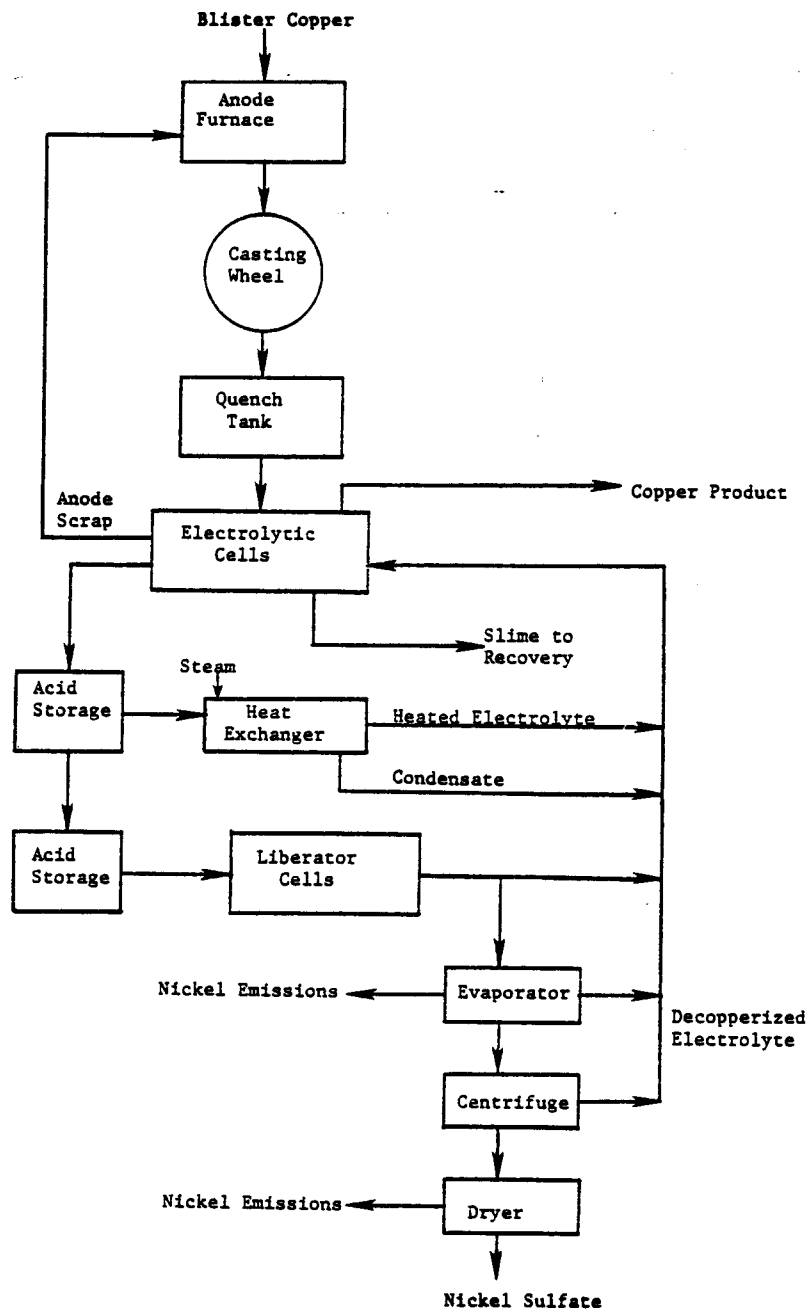 Blister Copper
Anode
Furnace
Casting
Wheel
Quench
Tank
Anode
Scrap
Copper Product
Electrolytic
Cells
Slime to
Recovery
Steam
Acid
Storage
Heat
Exchanger
Heated Electrolyte
Condensate
Acid
Storage
Liberator
Cells
Nickel Emissions
Evaporator
Decopperized
Electrolyte
Centrifuge
Nickel Emissions
Dryer
Nickel Sulfate